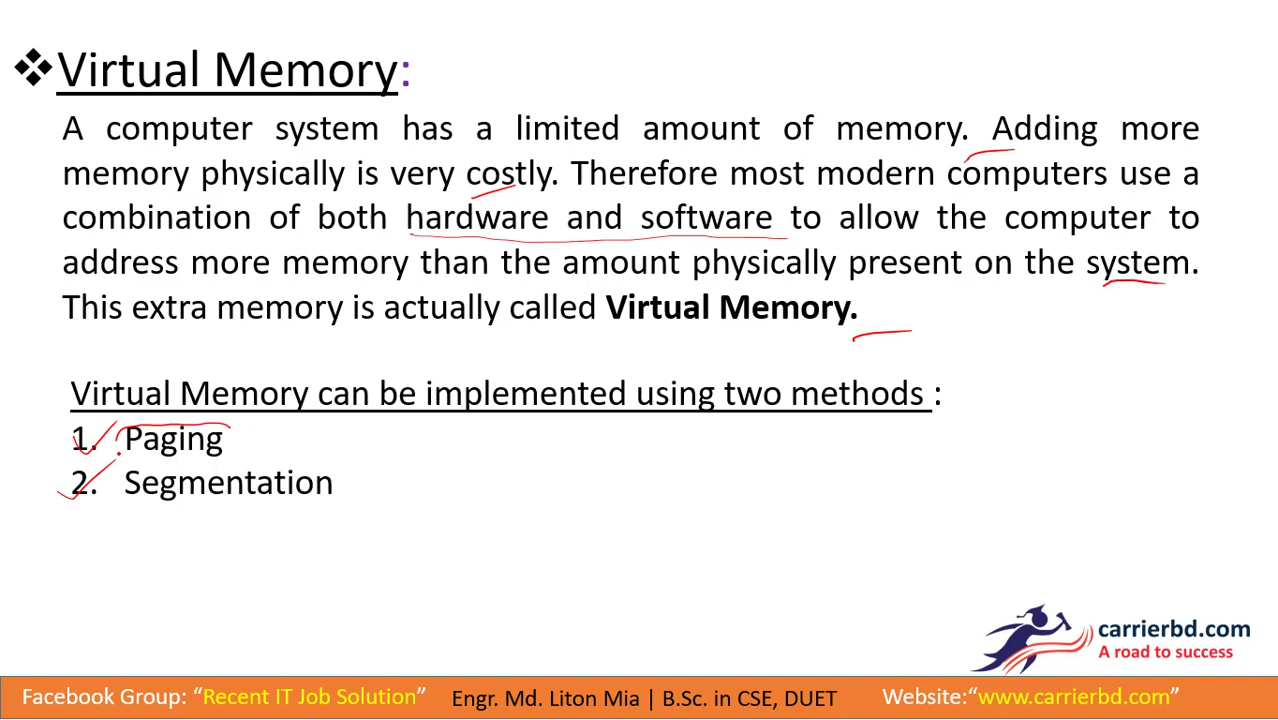 ❖Virtual Memory:
A computer system has a limited amount of memory. Adding more
memory physically is very costly. Therefore most modern computers use a
combination of both hardware and software to allow the computer to
address more memory than the amount physically present on the system.
This extra memory is actually called Virtual Memory.
Virtual Memory can be implemented using two methods :
1. Paging
2. Segmentation
carrierbd.com
A road to success
Facebook Group: “Recent IT Job Solution” Engr. Md. Liton Mia | B.Sc. in CSE, DUET Website:“www.carrierbd.com”